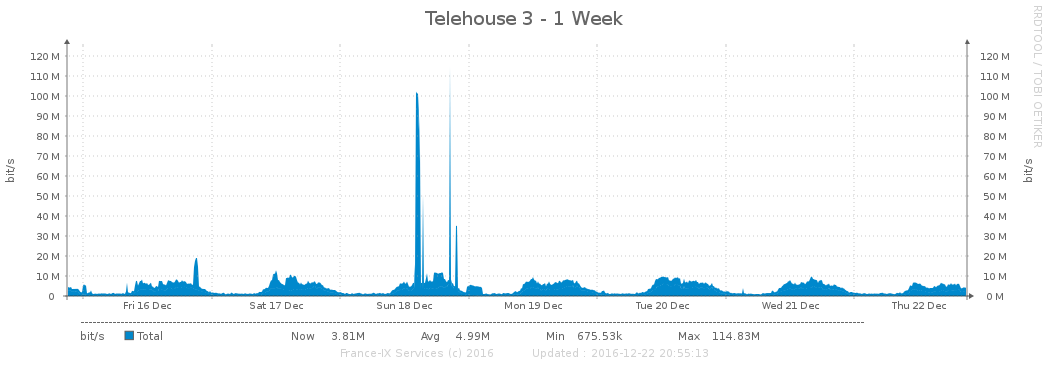 Telehouse 3 - 1 Week
RRDTOOL / TOBI OETIKER
120 M 120 M
110 M 110 M
100 M 100 M
90 M 90 M
80 M 80 M
70 M 70 M
60 M 60 M
50 M 50 M
40 M 40 M
30 M 30 M
20 M 20 M
10 M 10 M
0 0 M
bit/s
bit/s
Fri 16 Dec Sat 17 Dec Sun 18 Dec Mon 19 Dec Tue 20 Dec Wed 21 Dec Thu 22 Dec
bit/s Total Now 3.81M Avg 4.99M Min 675.53k Max 114.83M
France-IX Services (c) 2016 Updated : 2016-12-22 20:55:13